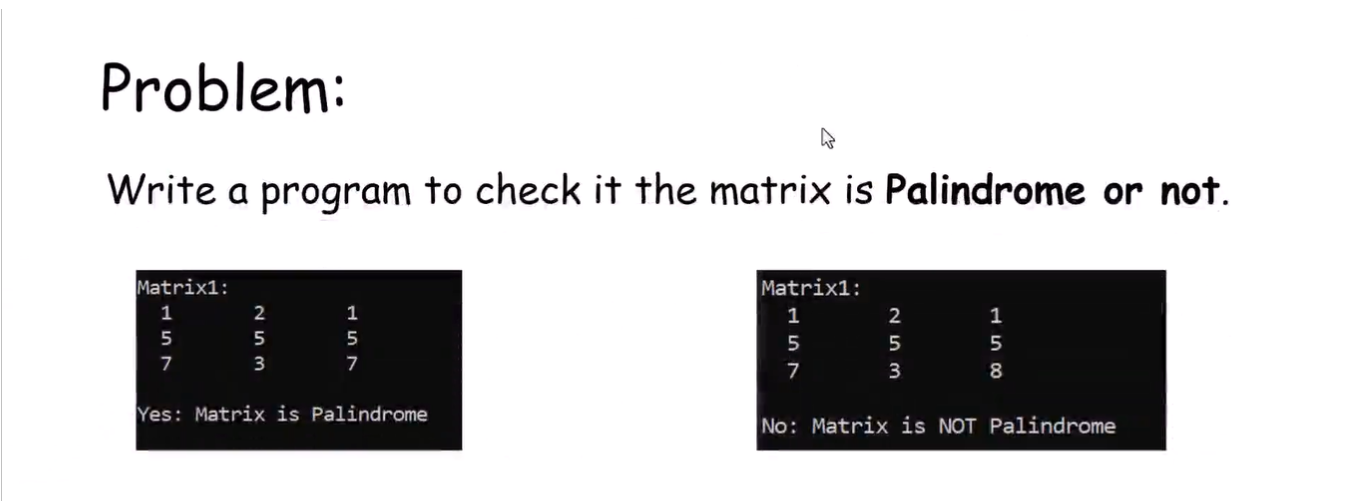 Problem:
Write a program to check it the matrix is Palindrome or not.
Matrix1:
1 2 1
5 5 5
7 3 7
Yes: Matrix is Palindrome
Matrix1:
1 2 1
5 5 5
7 3 8
No: Matrix is NOT Palindrome